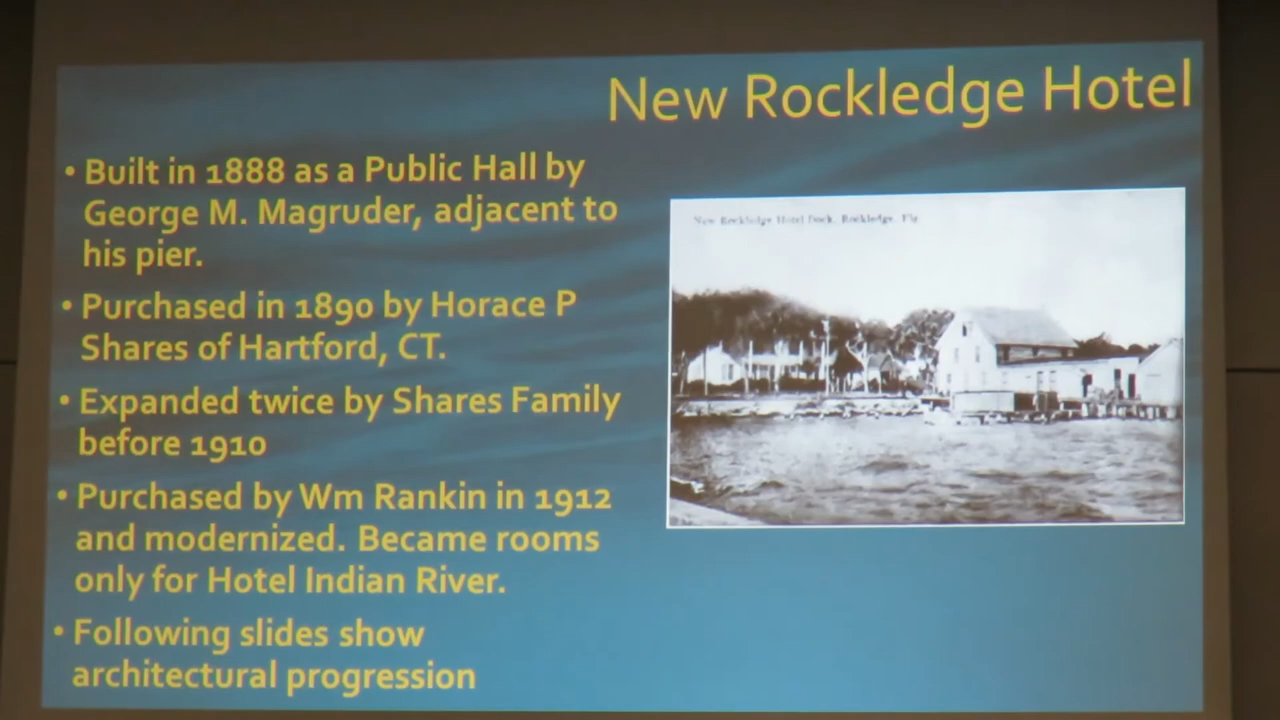 New Rockledge Hotel
• Built in 1888 as a Public Hall by
George M. Magruder, adjacent to
his pier.
• Purchased in 1890 by Horace P
Shares of Hartford, CT.
• Expanded twice by Shares Family
before 1910
• Purchased by Wm Rankin in 1912
and modernized. Became rooms
only for Hotel Indian River.
• Following slides show
architectural progression
New Rockledge Hotel Dock, Rockledge, Fla